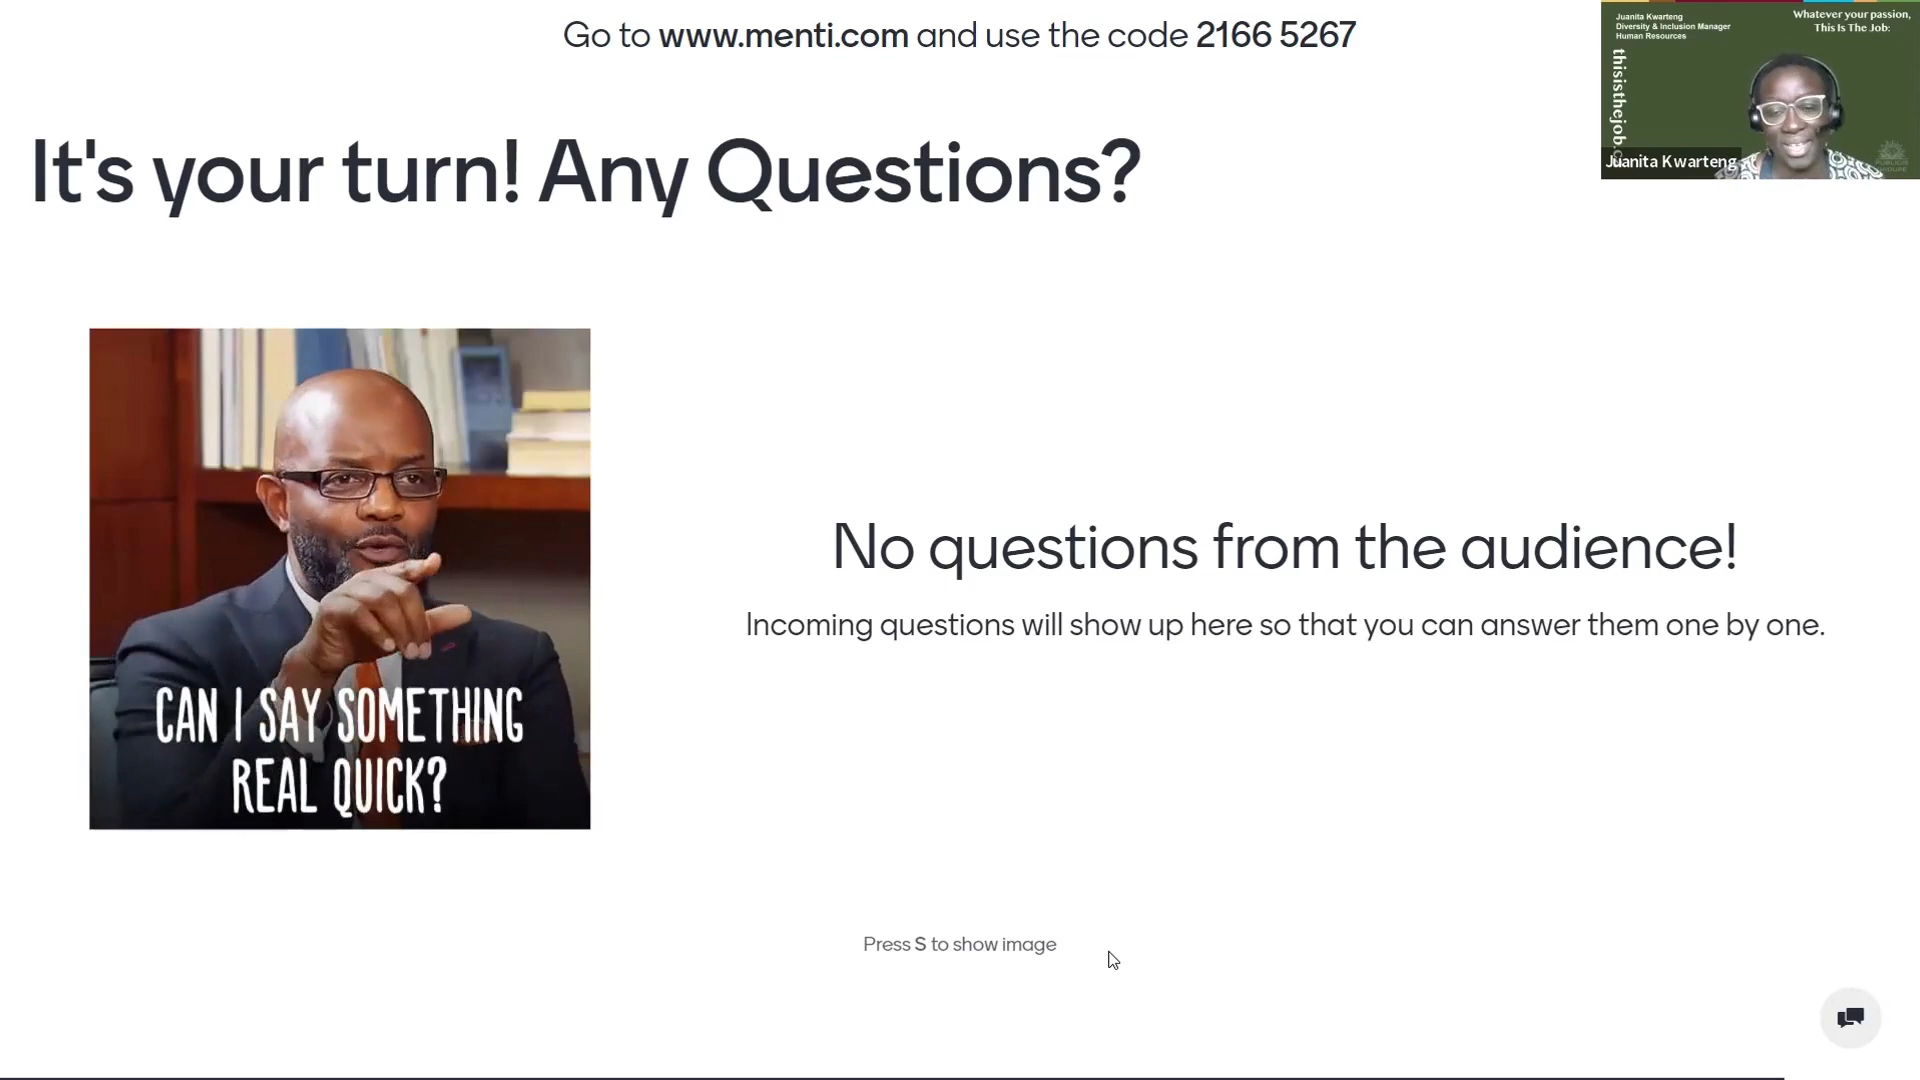 Go to www.menti.com and use the code 2166 5267
Juanita Kwarteng
Diversity & Inclusion Manager
Human Resources
Whatever your passion,
This Is The Job:
thisisthejob.c
Juanita Kwarteng
It's your turn! Any Questions?
CAN I SAY SOMETHING
REAL QUICK?
No questions from the audience!
Incoming questions will show up here so that you can answer them one by one.
Press S to show image